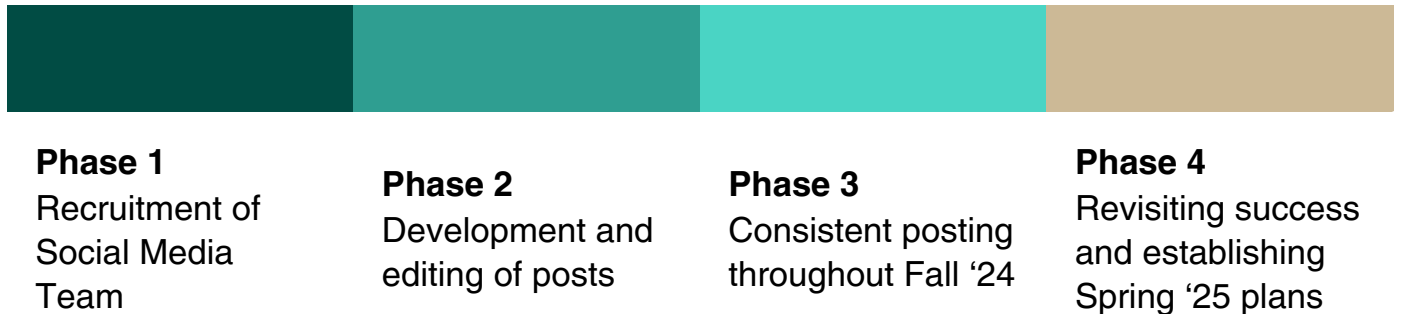 Phase 1
Recruitment of
Social Media
Team
Phase 2
Development and
editing of posts
Phase 3
Consistent posting
throughout Fall ‘24
Phase 4
Revisiting success
and establishing
Spring ‘25 plans